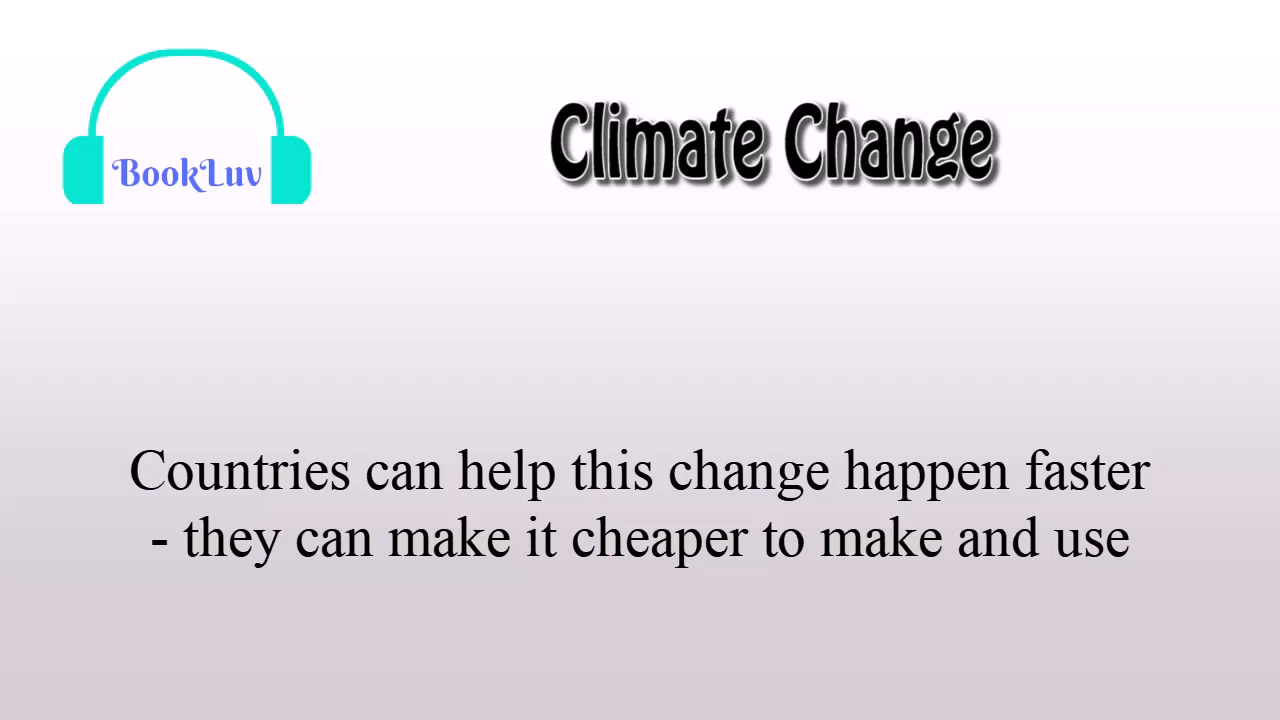 BookLuv
Climate Change
Countries can help this change happen faster
- they can make it cheaper to make and use